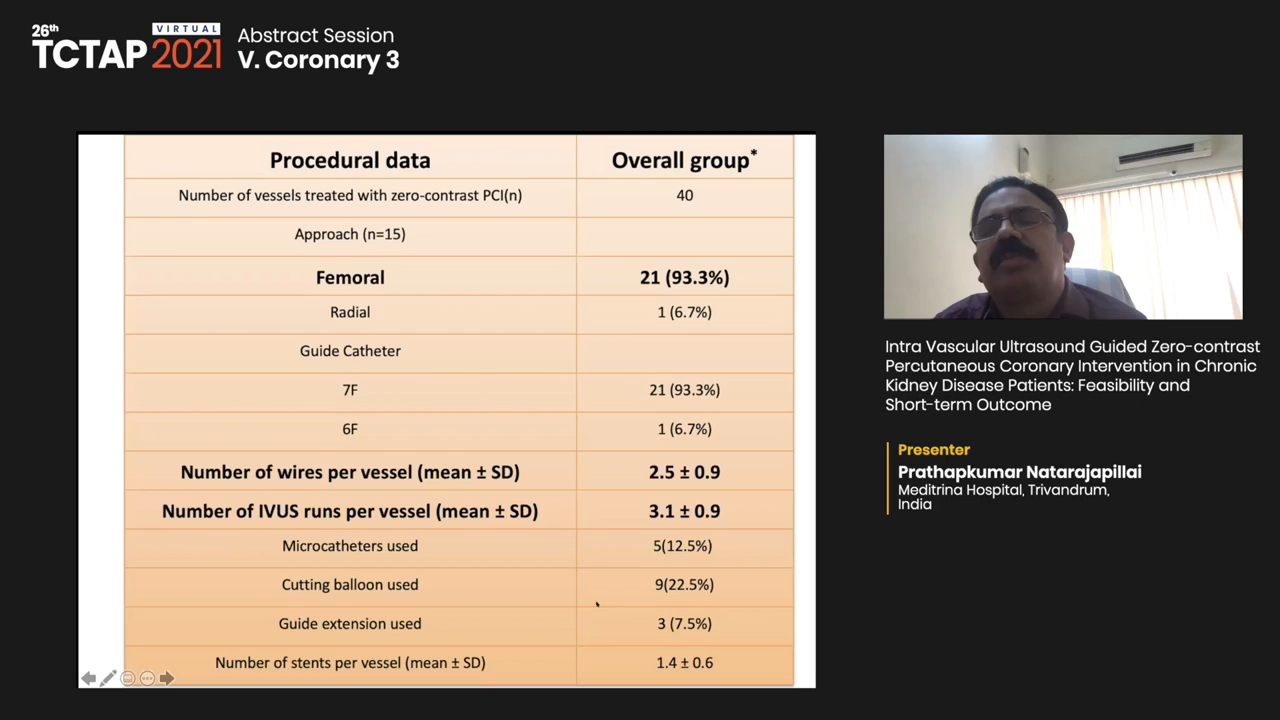 26th
VIRTUAL
TCTAP 2021
Abstract Session
V. Coronary 3
Procedural data Overall group*
Number of vessels treated with zero-contrast PCI(n) 40
Approach (n=15)
Femoral 21 (93.3%)
Radial 1 (6.7%)
Guide Catheter
7F 21 (93.3%)
6F 1 (6.7%)
Number of wires per vessel (mean ± SD) 2.5 ± 0.9
Number of IVUS runs per vessel (mean ± SD) 3.1 ± 0.9
Microcatheters used 5(12.5%)
Cutting balloon used 9(22.5%)
Guide extension used 3 (7.5%)
Number of stents per vessel (mean ± SD) 1.4 ± 0.6
Intra Vascular Ultrasound Guided Zero-contrast
Percutaneous Coronary Intervention in Chronic
Kidney Disease Patients: Feasibility and
Short-term Outcome
Presenter
Prathapkumar Natarajapillai
Meditrina Hospital, Trivandrum,
India